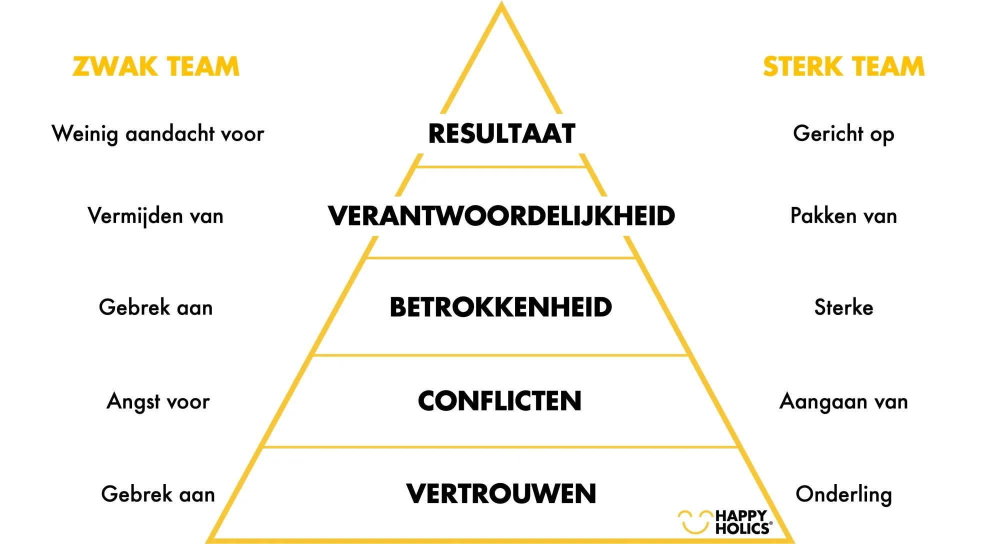 ZWAK TEAM
STERK TEAM
Weinig aandacht voor
RESULTAAT
Gericht op
Vermijden van
VERANTWOORDELIJKHEID
Pakken van
Gebrek aan
BETROKKENHEID
Sterke
Angst voor
CONFLICTEN
Aangaan van
Gebrek aan
VERTROUWEN
Onderling
HAPPY
HOLICS®